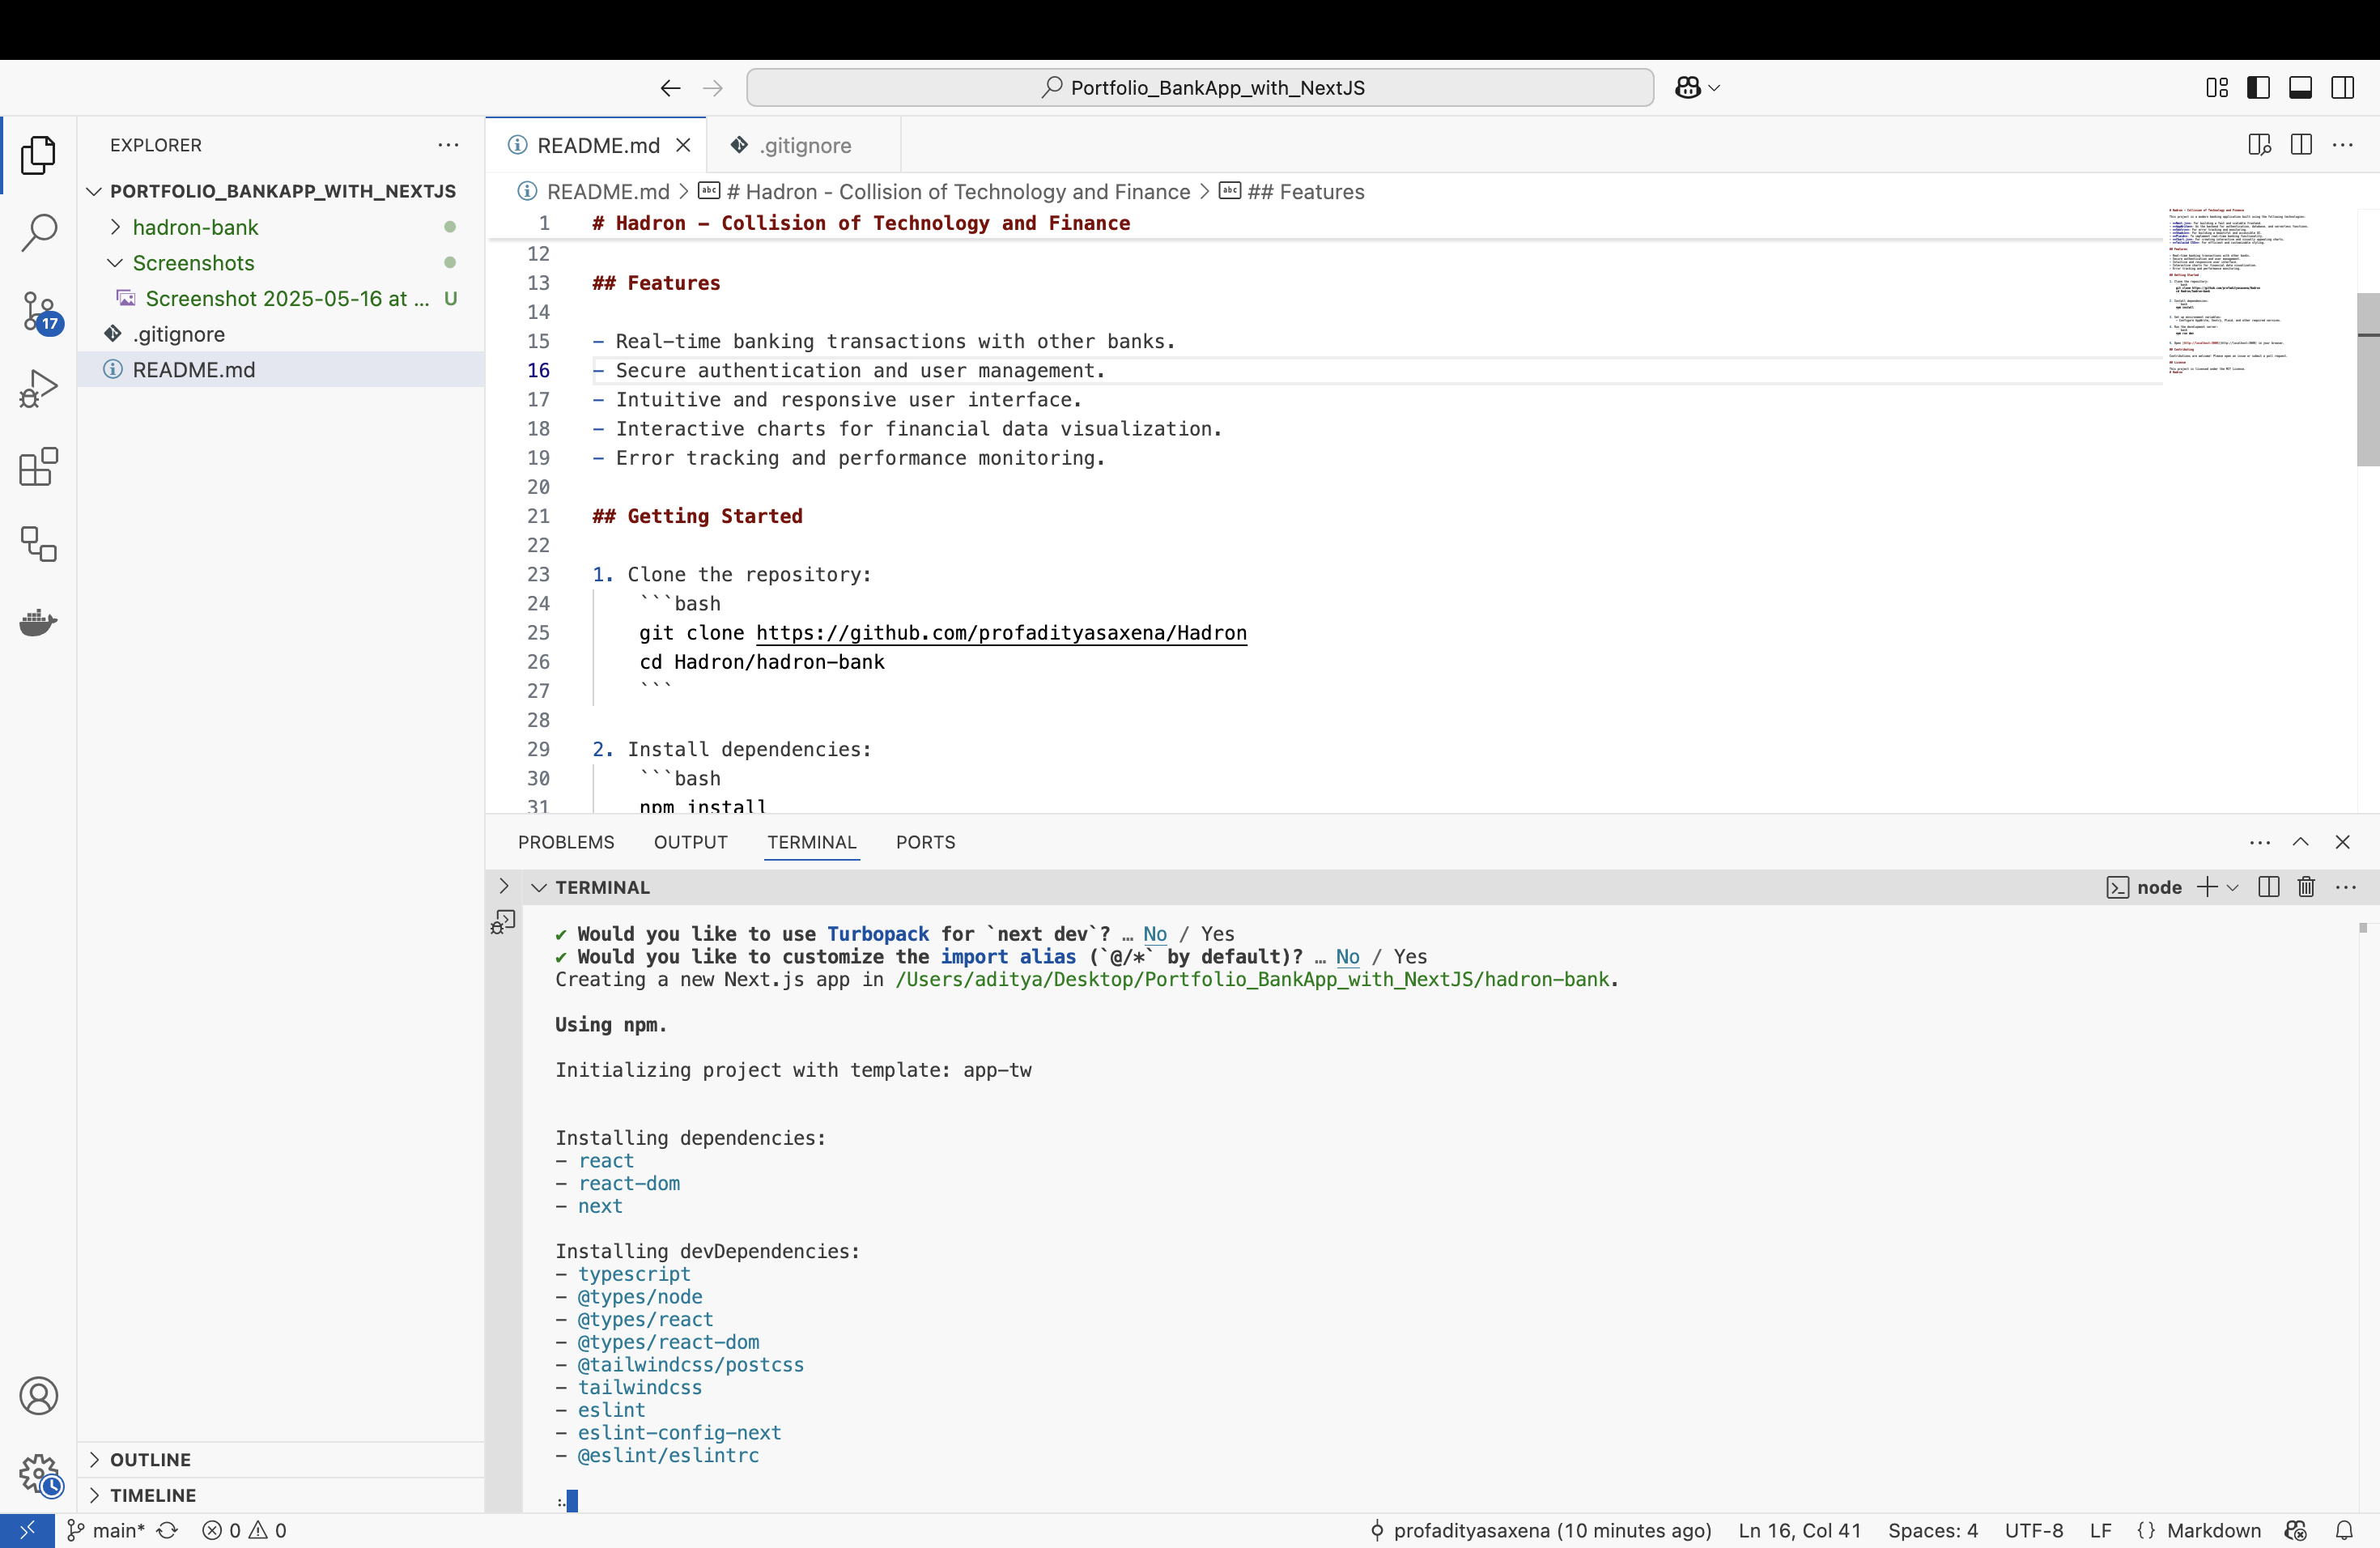 Portfolio_BankApp_with_NextJS
EXPLORER
PORTFOLIO_BANKAPP_WITH_NEXTJS
hadron-bank
Screenshots
Screenshot 2025-05-16 at ... U
.gitignore
README.md
17
OUTLINE
TIMELINE
README.md
.gitignore
README.md > abc # Hadron - Collision of Technology and Finance > abc ## Features
1 # Hadron - Collision of Technology and Finance
12
13 ## Features
14
15 - Real-time banking transactions with other banks.
16 - Secure authentication and user management.
17 - Intuitive and responsive user interface.
18 - Interactive charts for financial data visualization.
19 - Error tracking and performance monitoring.
20
21 ## Getting Started
22
23 1. Clone the repository:
24 ```bash
25 git clone https://github.com/profadityasaxena/Hadron
26 cd Hadron/hadron-bank
27 ```
28
29 2. Install dependencies:
30 ```bash
31 npm install
PROBLEMS OUTPUT TERMINAL PORTS
TERMINAL
node
✔ Would you like to use Turbopack for `next dev`? … No / Yes
✔ Would you like to customize the import alias (`@/*` by default)? … No / Yes
Creating a new Next.js app in /Users/aditya/Desktop/Portfolio_BankApp_with_NextJS/hadron-bank.
Using npm.
Initializing project with template: app-tw
Installing dependencies:
- react
- react-dom
- next
Installing devDependencies:
- typescript
- @types/node
- @types/react
- @types/react-dom
- @tailwindcss/postcss
- tailwindcss
- eslint
- eslint-config-next
- @eslint/eslintrc
main* 0 0
profadityasaxena (10 minutes ago) Ln 16, Col 41 Spaces: 4 UTF-8 LF {} Markdown